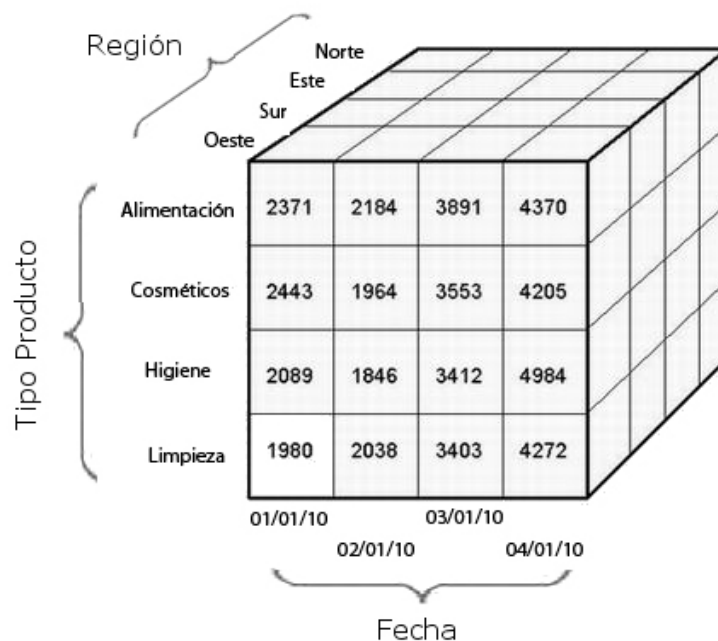 Región
Norte
Este
Sur
Oeste
Tipo Producto
Alimentación 2371 2184 3891 4370
Cosméticos 2443 1964 3553 4205
Higiene 2089 1846 3412 4984
Limpieza 1980 2038 3403 4272
01/01/10 03/01/10
02/01/10 04/01/10
Fecha